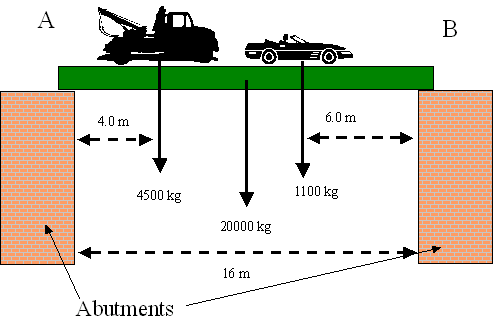 A
B
4.0 m
6.0 m
4500 kg
1100 kg
20000 kg
16 m
Abutments